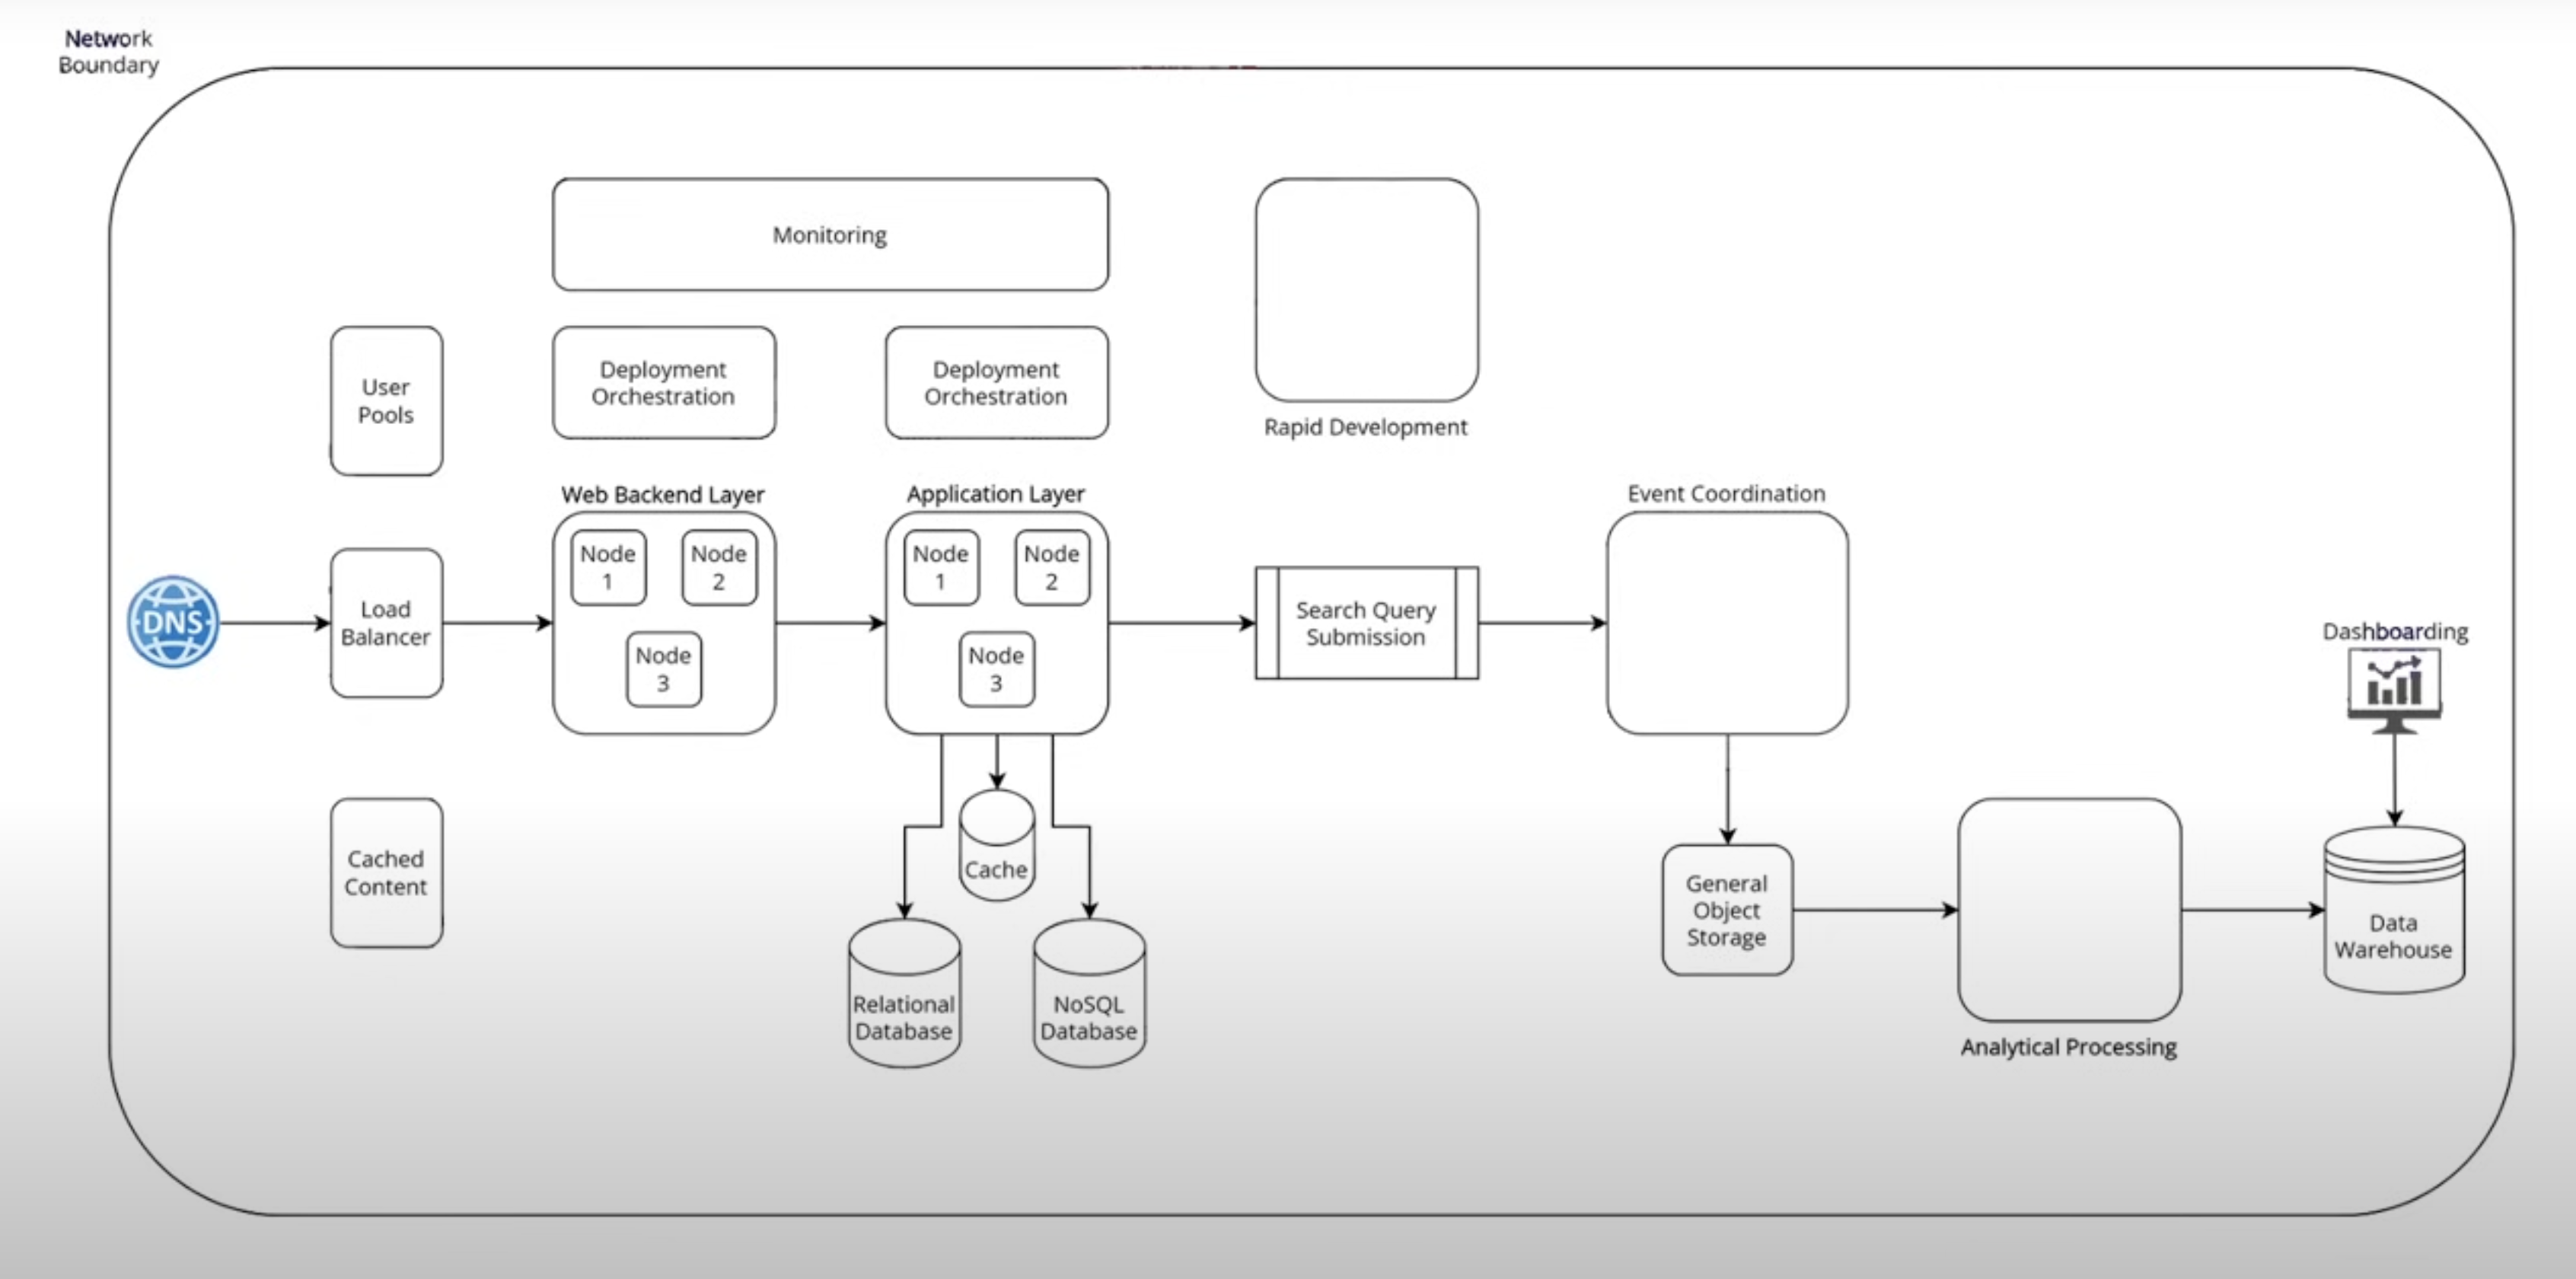 Network
Boundary
Monitoring
User
Pools
Deployment
Orchestration
Deployment
Orchestration
Rapid Development
Web Backend Layer
Application Layer
Event Coordination
Node
1
Node
2
Node
3
Node
1
Node
2
Node
3
DNS
Load
Balancer
Search Query
Submission
Dashboarding
Cached
Content
Cache
Relational
Database
NoSQL
Database
General
Object
Storage
Data
Warehouse
Analytical Processing